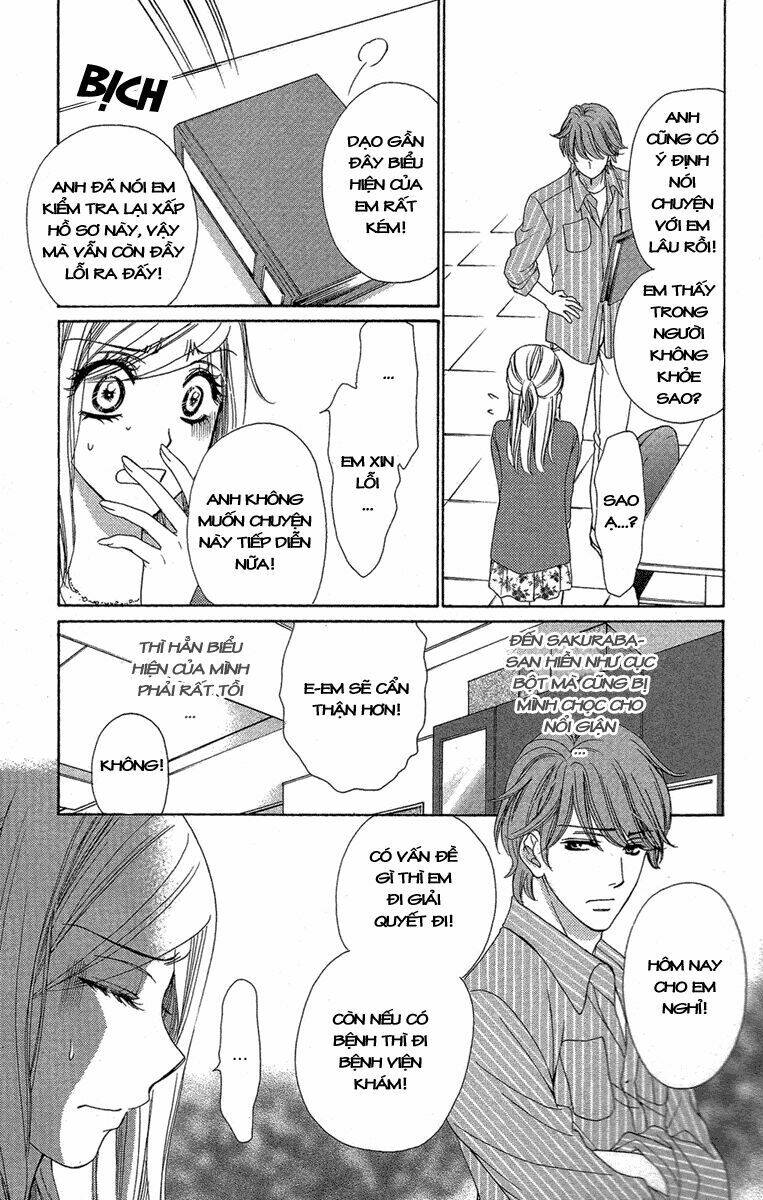 ANH
CŨNG CÓ
Ý ĐỊNH
NÓI
CHUYỆN
VỚI EM
LÂU RỒI!
EM THẤY
TRONG
NGƯỜI
KHÔNG
KHỎE
SAO?
SAO
Ạ...?
BỊCH
DẠO GẦN
ĐÂY BIỂU
HIỆN CỦA
EM RẤT
KÉM!
ANH ĐÃ NÓI EM
KIỂM TRA LẠI XẤP
HỒ SƠ NÀY, VẬY
MÀ VẪN CÒN ĐẦY
LỖI RA ĐẤY!
...
EM XIN
LỖI
...
ANH KHÔNG
MUỐN CHUYỆN
NÀY TIẾP DIỄN
NỮA!
ĐẾN SAKURABA-
SAN HIỀN NHƯ CỤC
BỘT MÀ CŨNG BỊ
MÌNH CHỌC CHO
NỔI GIẬN
...
E-EM SẼ CẨN
THẬN HƠN!
THÌ HẲN BIỂU
HIỆN CỦA MÌNH
PHẢI RẤT TỒI
...
KHÔNG!
HÔM NAY
CHO EM
NGHỈ!
CÓ VẤN ĐỀ
GÌ THÌ EM
ĐI GIẢI
QUYẾT ĐI!
CÒN NẾU CÓ
BỆNH THÌ ĐI
BỆNH VIỆN
KHÁM!
...